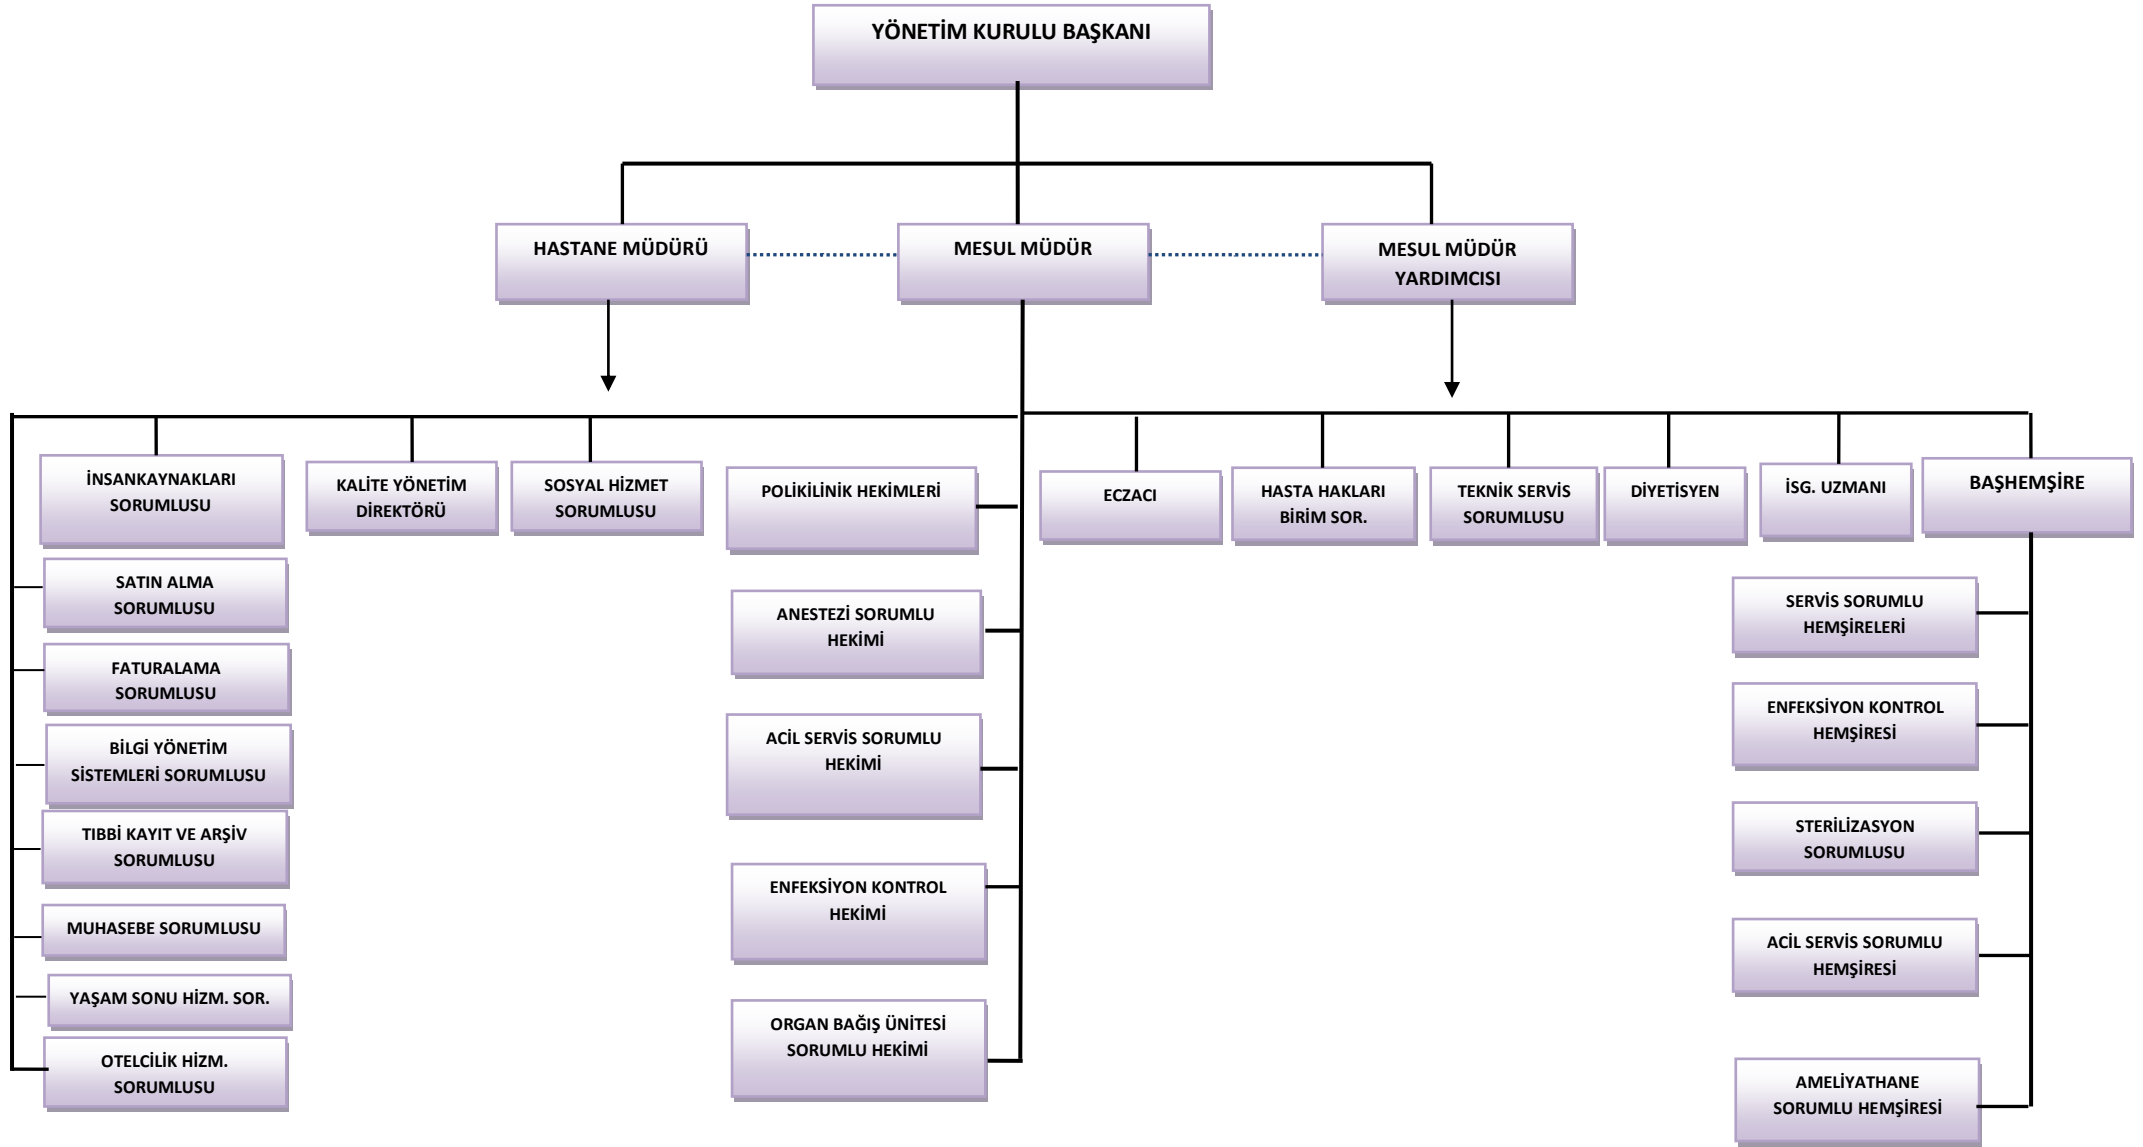 YÖNETİM KURULU BAŞKANI
HASTANE MÜDÜRÜ
MESUL MÜDÜR
MESUL MÜDÜR
YARDIMCISI
İNSANKAYNAKLARI
SORUMLUSU
KALİTE YÖNETİM
DİREKTÖRÜ
SOSYAL HİZMET
SORUMLUSU
POLİKİLİNİK HEKİMLERİ
ECZACI
HASTA HAKLARI
BİRİM SOR.
TEKNİK SERVİS
SORUMLUSU
DİYETİSYEN
İSG. UZMANI
BAŞHEMŞİRE
SATIN ALMA
SORUMLUSU
FATURALAMA
SORUMLUSU
BİLGİ YÖNETİM
SİSTEMLERİ SORUMLUSU
TIBBİ KAYIT VE ARŞİV
SORUMLUSU
MUHASEBE SORUMLUSU
YAŞAM SONU HİZM. SOR.
OTELCİLİK HİZM.
SORUMLUSU
ANESTEZİ SORUMLU
HEKİMİ
ACİL SERVİS SORUMLU
HEKİMİ
ENFEKSİYON KONTROL
HEKİMİ
ORGAN BAĞIŞ ÜNİTESİ
SORUMLU HEKİMİ
SERVİS SORUMLU
HEMŞİRELERİ
ENFEKSİYON KONTROL
HEMŞİRESİ
STERİLİZASYON
SORUMLUSU
ACİL SERVİS SORUMLU
HEMŞİRESİ
AMELİYATHANE
SORUMLU HEMŞİRESİ